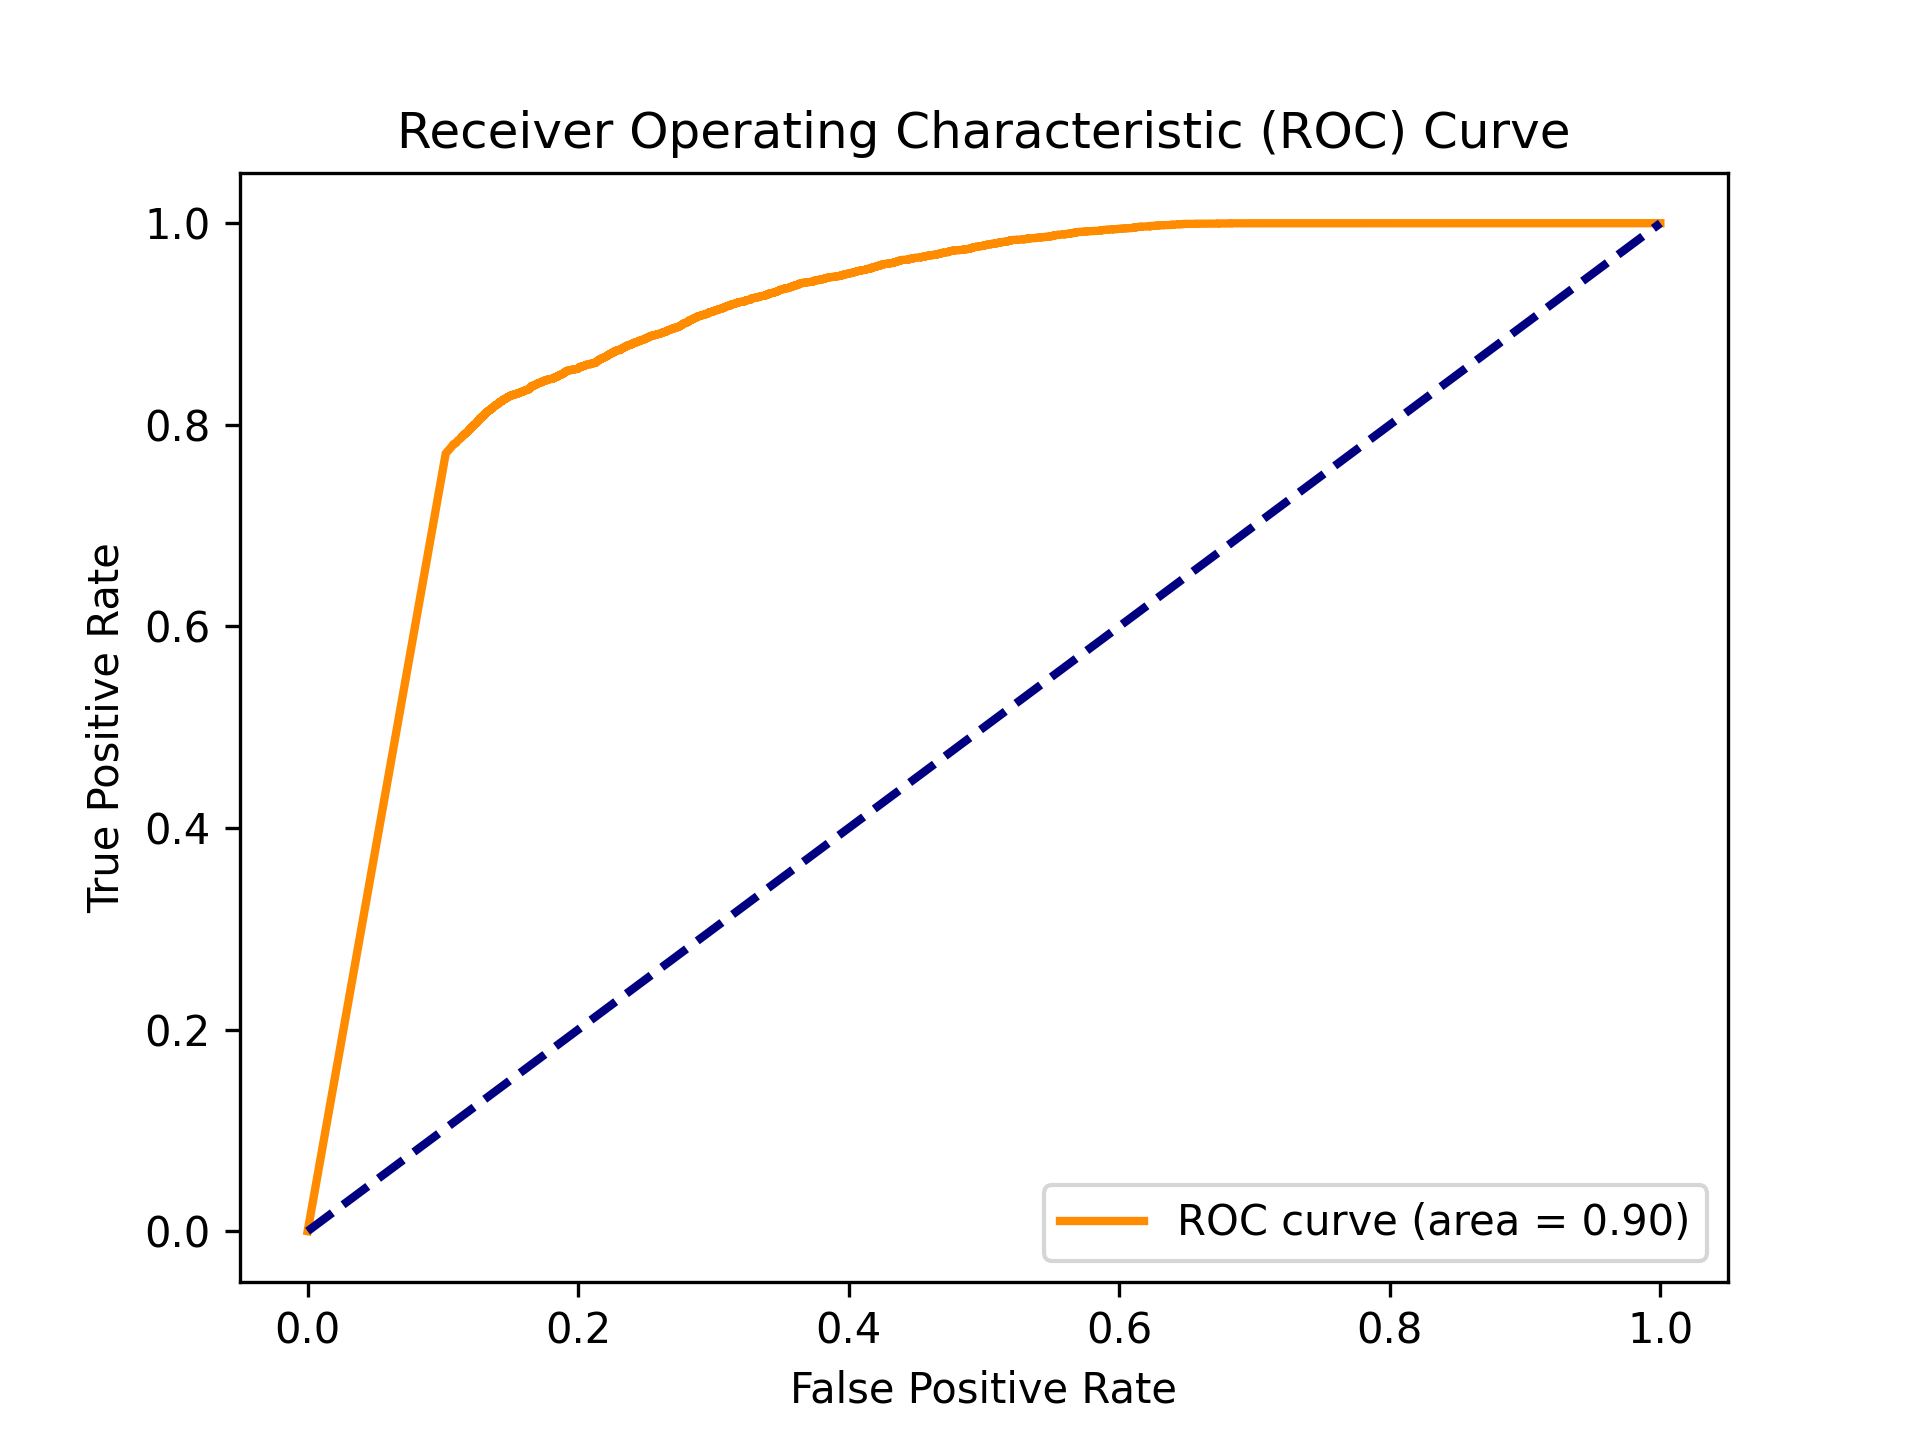 Receiver Operating Characteristic (ROC) Curve
True Positive Rate
1.0
0.8
0.6
0.4
0.2
0.0
ROC curve (area = 0.90)
0.0 0.2 0.4 0.6 0.8 1.0
False Positive Rate